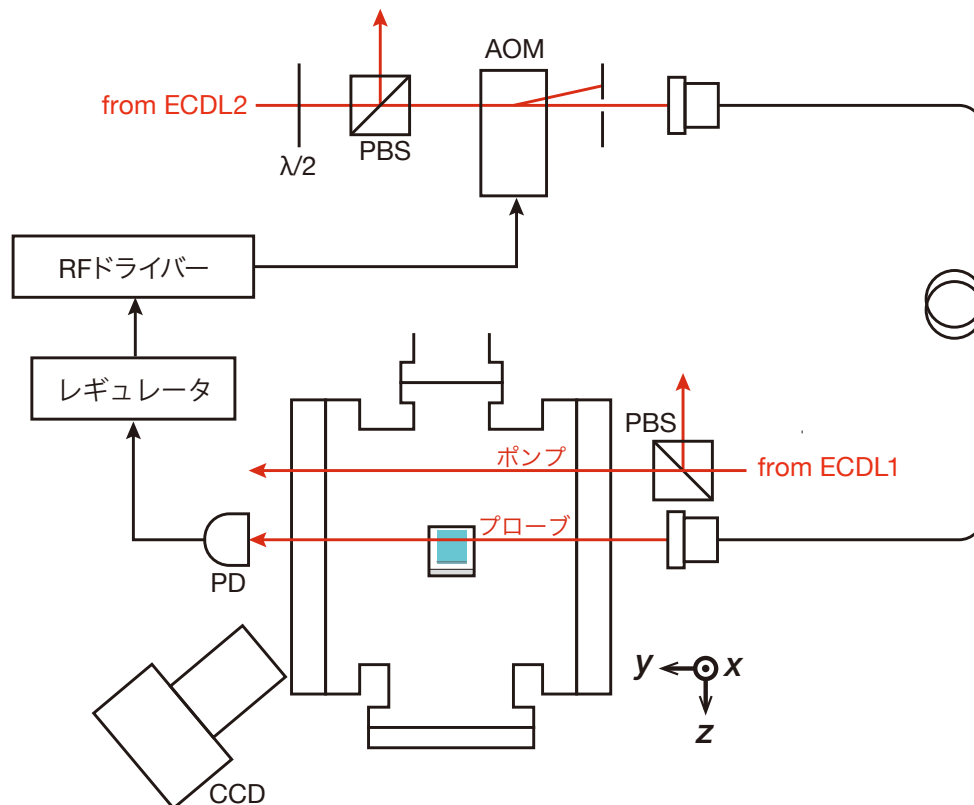 AOM
from ECDL2
PBS
λ/2
RFドライバー
レギュレータ
PBS
ポンプ
from ECDL1
プローブ
PD
y
x
z
CCD